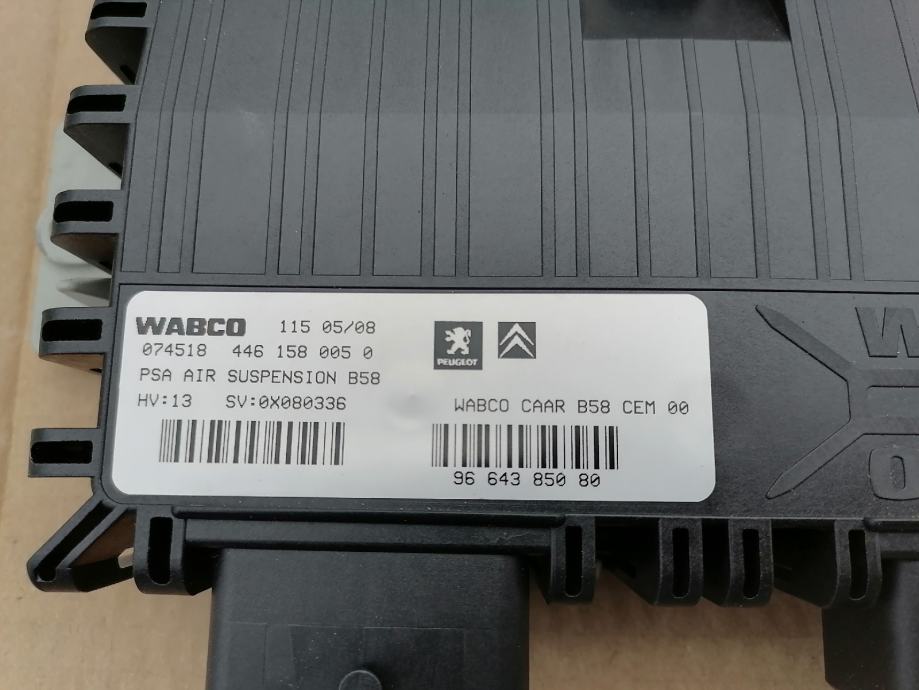 WABCO 115 05/08
074518 446 158 005 0
PSA AIR SUSPENSION B58
HV:13 SV:0X080336
PEUGEOT
WABCO CAAR B58 CEM 00
96 643 850 80